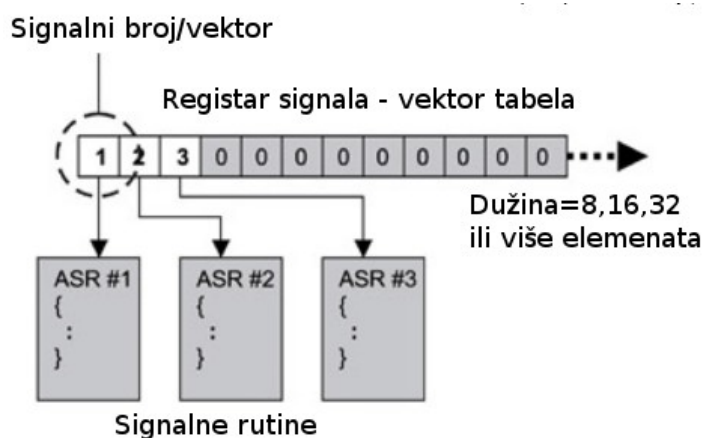 Signalni broj/vektor
Registar signala - vektor tabela
1 2 3 0 0 0 0 0 0 0 0 0
Dužina=8,16,32
ili više elemenata
ASR #1 ASR #2 ASR #3
{ { {
: : :
} } }
Signalne rutine